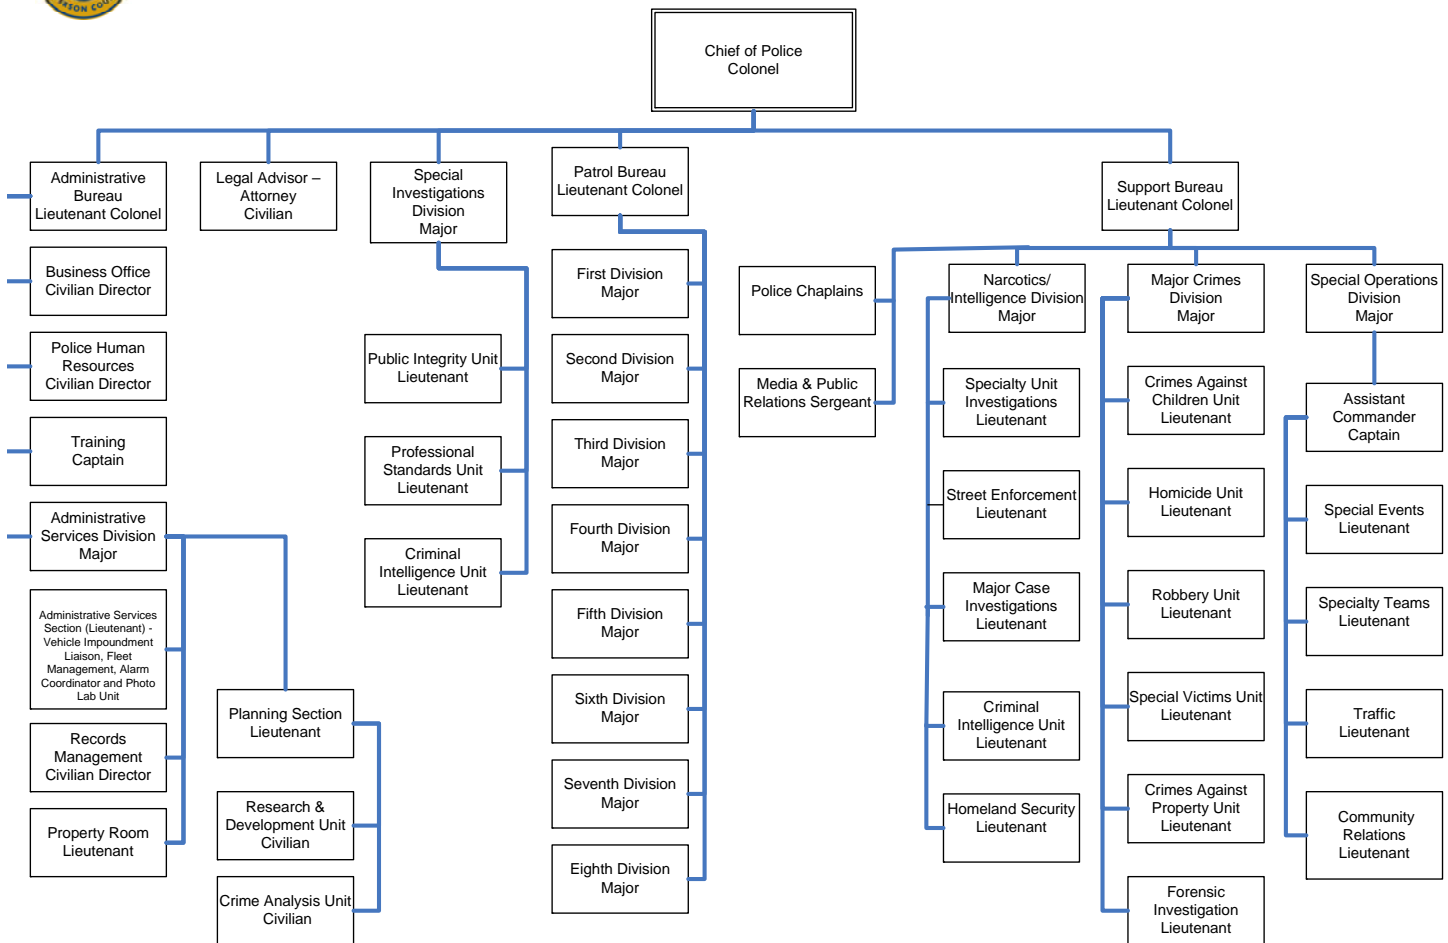 ERSON COU
Chief of Police
Colonel
Administrative
Bureau
Lieutenant Colonel
Legal Advisor –
Attorney
Civilian
Special
Investigations
Division
Major
Patrol Bureau
Lieutenant Colonel
Support Bureau
Lieutenant Colonel
Business Office
Civilian Director
Police Human
Resources
Civilian Director
Training
Captain
Administrative
Services Division
Major
Administrative Services
Section (Lieutenant) -
Vehicle Impoundment
Liaison, Fleet
Management, Alarm
Coordinator and Photo
Lab Unit
Records
Management
Civilian Director
Property Room
Lieutenant
Planning Section
Lieutenant
Research &
Development Unit
Civilian
Crime Analysis Unit
Civilian
Public Integrity Unit
Lieutenant
Professional
Standards Unit
Lieutenant
Criminal
Intelligence Unit
Lieutenant
First Division
Major
Second Division
Major
Third Division
Major
Fourth Division
Major
Fifth Division
Major
Sixth Division
Major
Seventh Division
Major
Eighth Division
Major
Police Chaplains
Media & Public
Relations Sergeant
Narcotics/
Intelligence Division
Major
Specialty Unit
Investigations
Lieutenant
Street Enforcement
Lieutenant
Major Case
Investigations
Lieutenant
Criminal
Intelligence Unit
Lieutenant
Homeland Security
Lieutenant
Major Crimes
Division
Major
Crimes Against
Children Unit
Lieutenant
Homicide Unit
Lieutenant
Robbery Unit
Lieutenant
Special Victims Unit
Lieutenant
Crimes Against
Property Unit
Lieutenant
Forensic
Investigation
Lieutenant
Special Operations
Division
Major
Assistant
Commander
Captain
Special Events
Lieutenant
Specialty Teams
Lieutenant
Traffic
Lieutenant
Community
Relations
Lieutenant